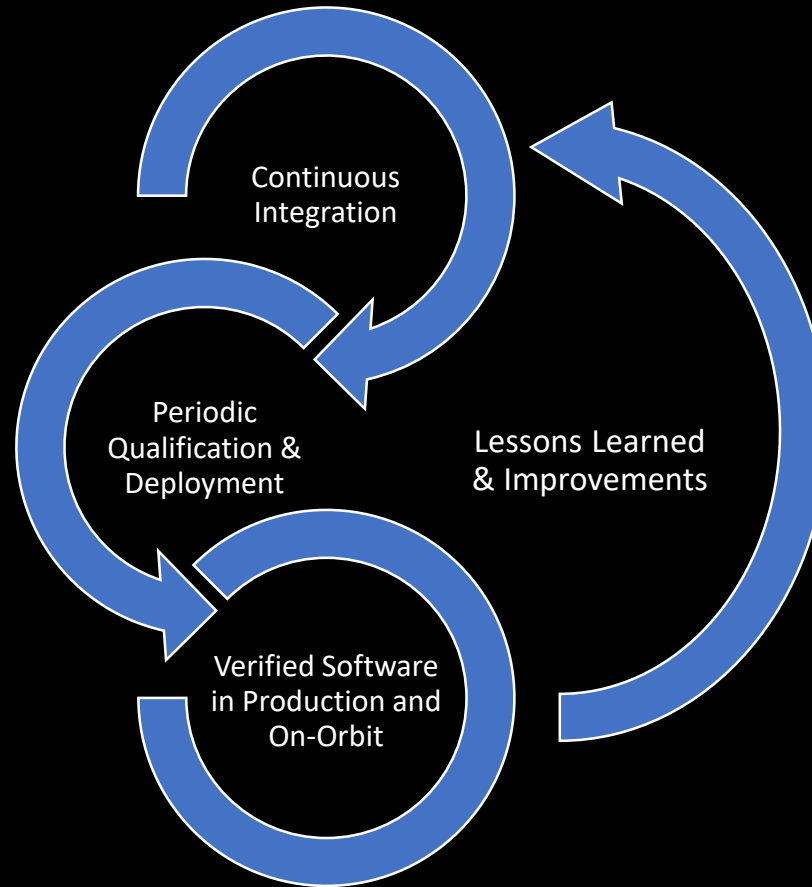 Continuous
Integration
Periodic
Qualification &
Deployment
Lessons Learned
& Improvements
Verified Software
in Production and
On-Orbit